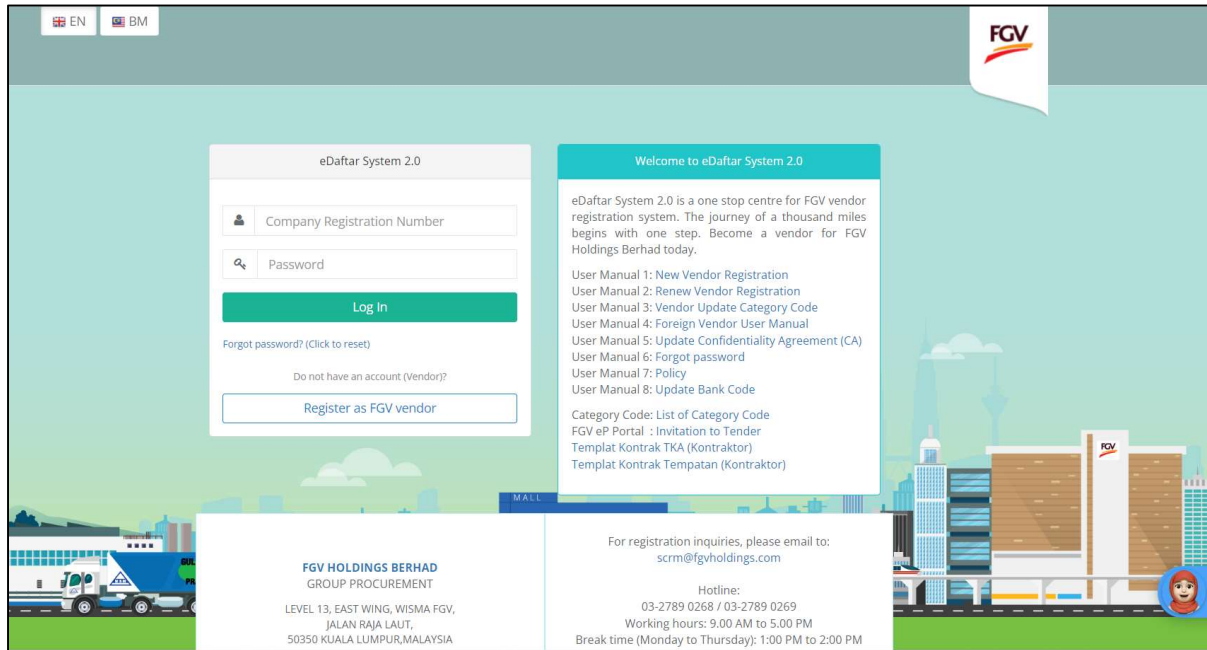 EN
BM
FGV
eDaftar System 2.0
Company Registration Number
Password
Log In
Forgot password? (Click to reset)
Do not have an account (Vendor)?
Register as FGV vendor
Welcome to eDaftar System 2.0
eDaftar System 2.0 is a one stop centre for FGV vendor
registration system. The journey of a thousand miles
begins with one step. Become a vendor for FGV
Holdings Berhad today.
User Manual 1: New Vendor Registration
User Manual 2: Renew Vendor Registration
User Manual 3: Vendor Update Category Code
User Manual 4: Foreign Vendor User Manual
User Manual 5: Update Confidentiality Agreement (CA)
User Manual 6: Forgot password
User Manual 7: Policy
User Manual 8: Update Bank Code
Category Code: List of Category Code
FGV eP Portal : Invitation to Tender
Templat Kontrak TKA (Kontraktor)
Templat Kontrak Tempatan (Kontraktor)
FGV
MALL
FGV HOLDINGS BERHAD
GROUP PROCUREMENT
LEVEL 13, EAST WING, WISMA FGV,
JALAN RAJA LAUT,
50350 KUALA LUMPUR,MALAYSIA
For registration inquiries, please email to:
scrm@fgvholdings.com
Hotline:
03-2789 0268 / 03-2789 0269
Working hours: 9.00 AM to 5.00 PM
Break time (Monday to Thursday): 1:00 PM to 2:00 PM